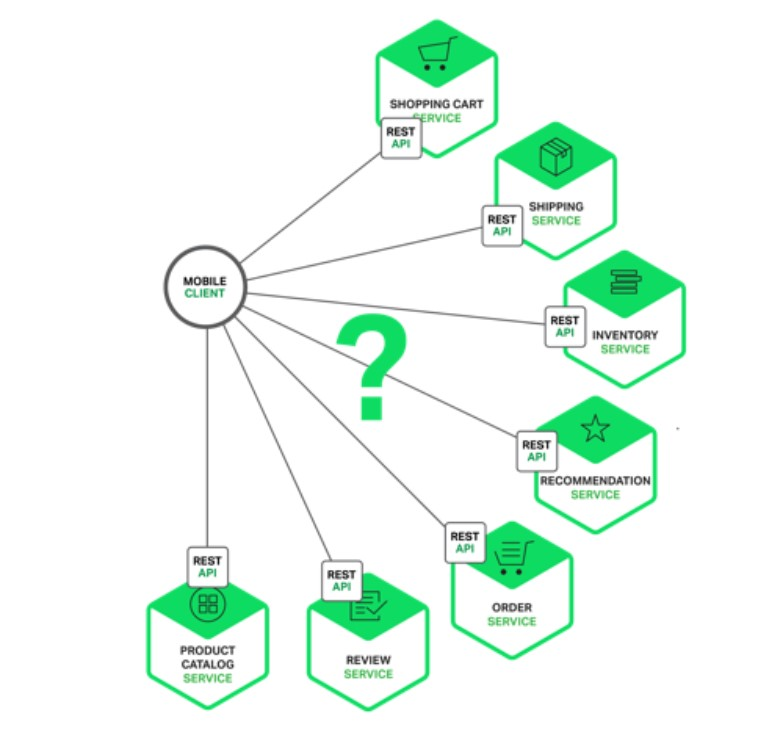 SHOPPING CART
SERVICE
REST
API
SHIPPING
SERVICE
REST
API
MOBILE
CLIENT
?
REST
API
INVENTORY
SERVICE
REST
API
RECOMMENDATION
SERVICE
REST
API
ORDER
SERVICE
REST
API
REVIEW
SERVICE
REST
API
PRODUCT
CATALOG
SERVICE